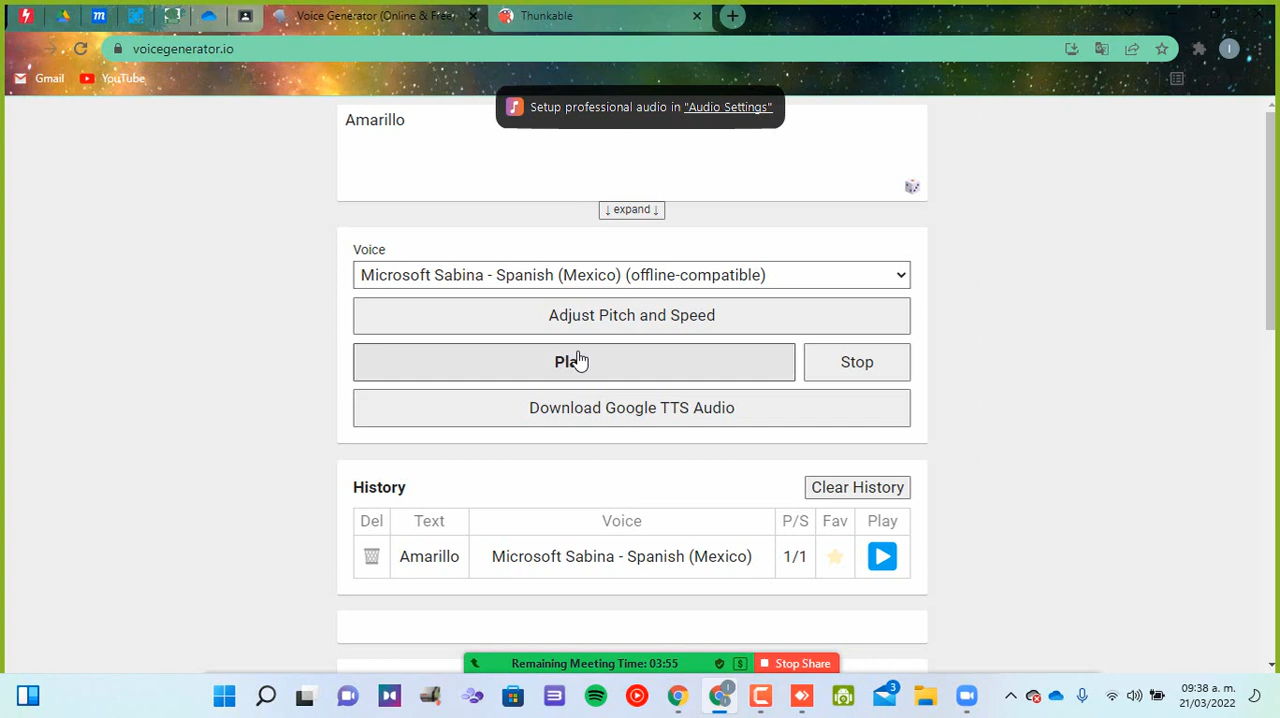 Voice Generator (Online & Free
Thunkable
voicegenerator.io
Gmail
YouTube
Setup professional audio in "Audio Settings"
Amarillo
↓ expand ↓
Voice
Microsoft Sabina - Spanish (Mexico) (offline-compatible)
Adjust Pitch and Speed
Stop
Download Google TTS Audio
History
Clear History
Del Text Voice P/S Fav Play
Amarillo Microsoft Sabina - Spanish (Mexico) 1/1
Remaining Meeting Time: 03:55
Stop Share
3
09:38 a. m.
21/03/2022